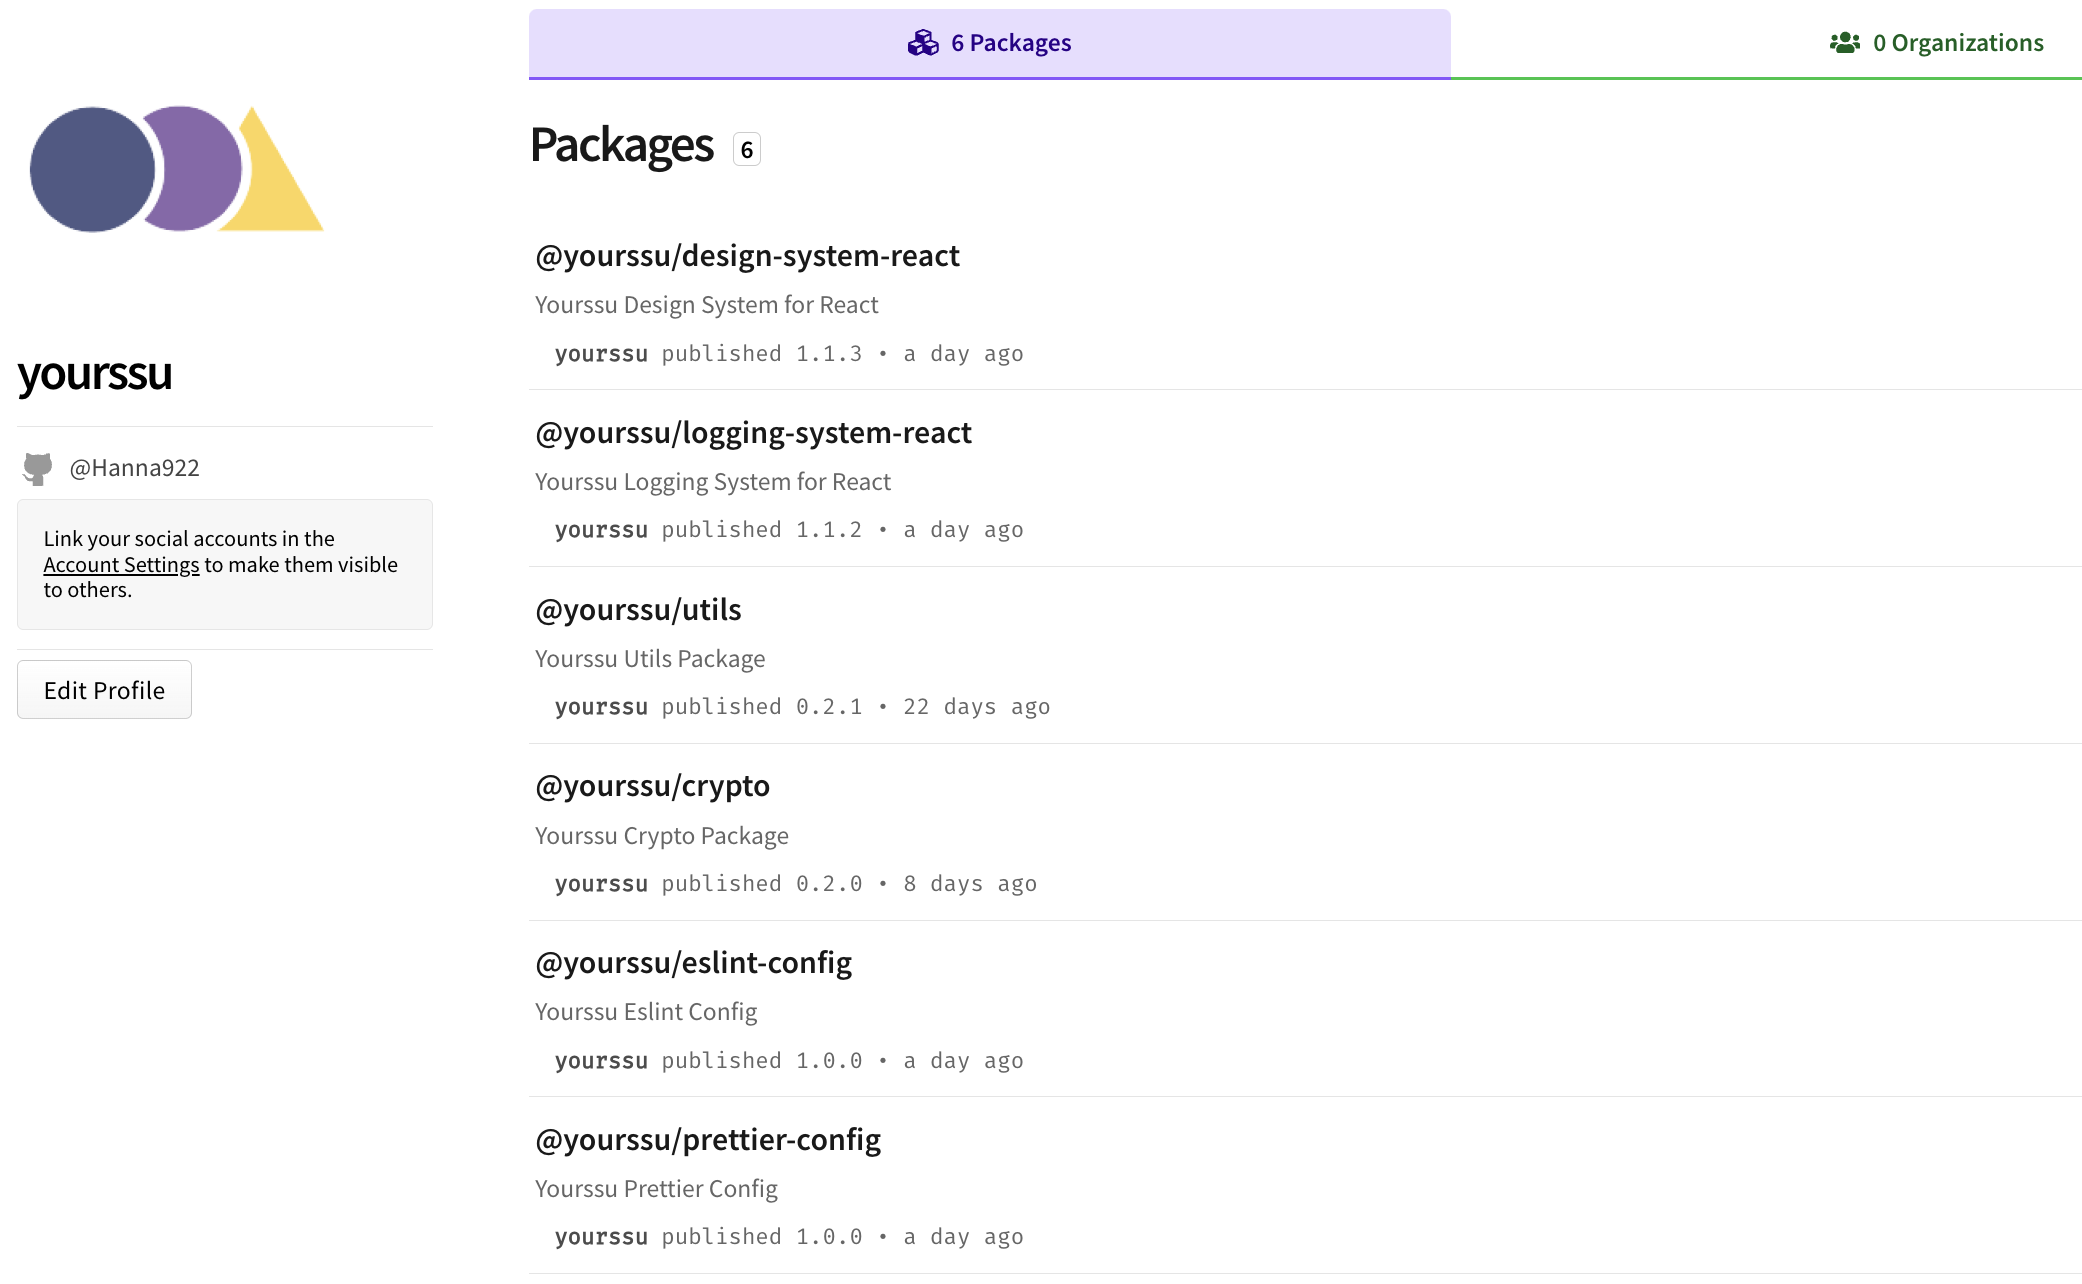 6 Packages
0 Organizations
yourssu
@Hanna922
Link your social accounts in the
Account Settings to make them visible
to others.
Edit Profile
Packages 6
@yourssu/design-system-react
Yourssu Design System for React
yourssu published 1.1.3 • a day ago
@yourssu/logging-system-react
Yourssu Logging System for React
yourssu published 1.1.2 • a day ago
@yourssu/utils
Yourssu Utils Package
yourssu published 0.2.1 • 22 days ago
@yourssu/crypto
Yourssu Crypto Package
yourssu published 0.2.0 • 8 days ago
@yourssu/eslint-config
Yourssu Eslint Config
yourssu published 1.0.0 • a day ago
@yourssu/prettier-config
Yourssu Prettier Config
yourssu published 1.0.0 • a day ago